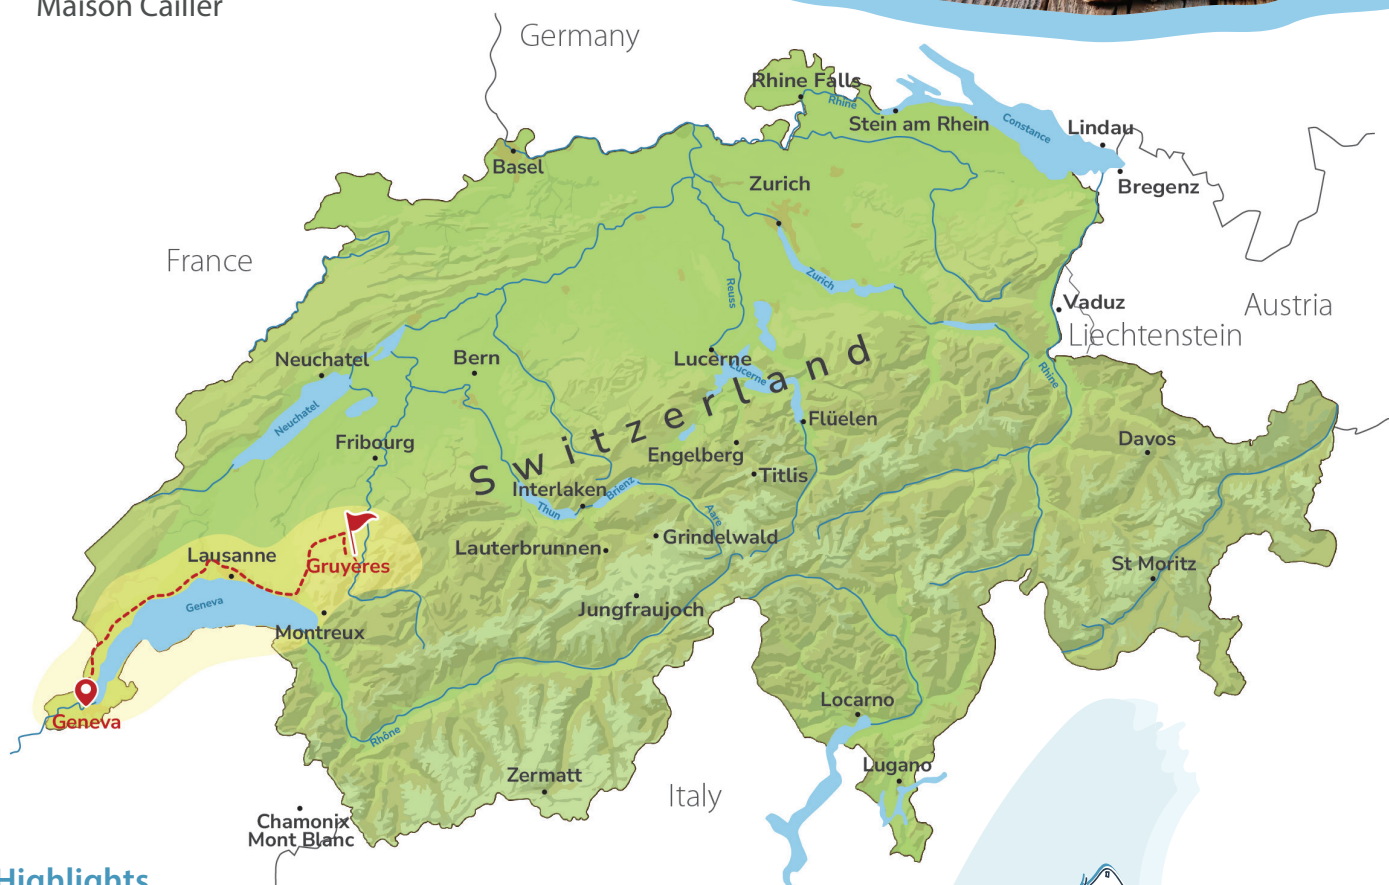 Maison Cailler
Germany
Rhine Falls
Rhine
Stein am Rhein
Constance
Lindau
Basel
Zurich
Bregenz
France
Zurich
Reuss
Vaduz
Austria
Liechtenstein
Neuchatel
Bern
Lucerne
Lucerne
Rhine
Switzerland
Neuchatel
Flüelen
Fribourg
Engelberg
Davos
Titlis
Interlaken
Brienz
Thun
Aare
Grindelwald
Lausanne
Lauterbrunnen
Gruyeres
St Moritz
Geneva
Jungfraujoch
Montreux
Locarno
Geneva
Rhône
Lugano
Zermatt
Italy
Chamonix
Mont Blanc
Highlights